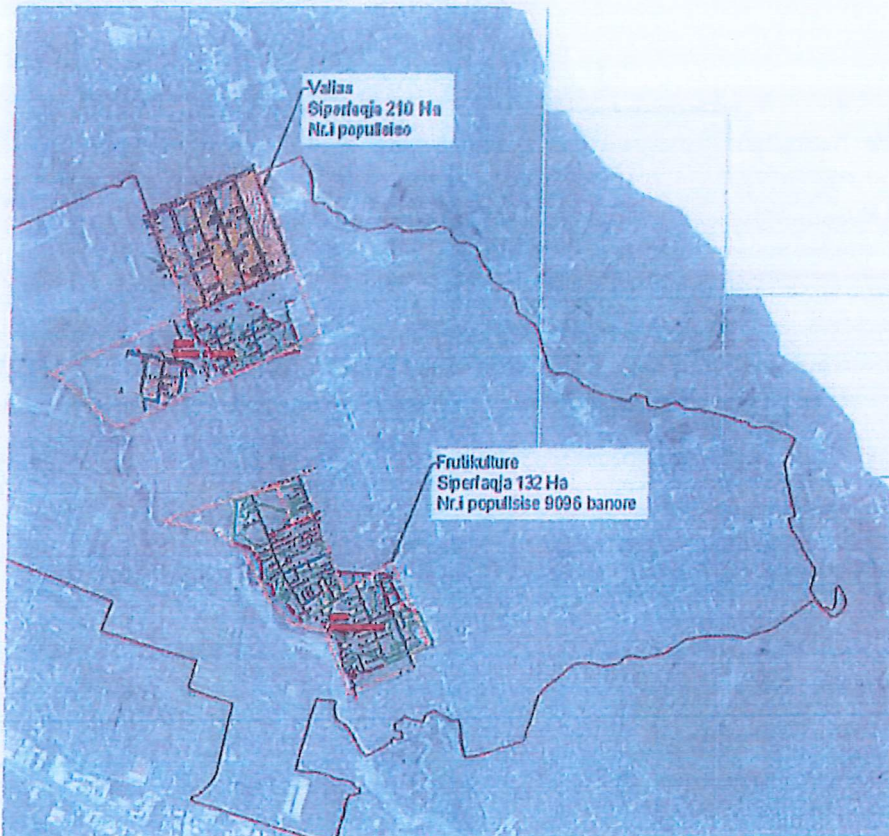 Valias
Siperfaqja 210 Ha
Nr.i popullsise
Frutikulture
Siperfaqja 132 Ha
Nr.i popullsise 9096 banore